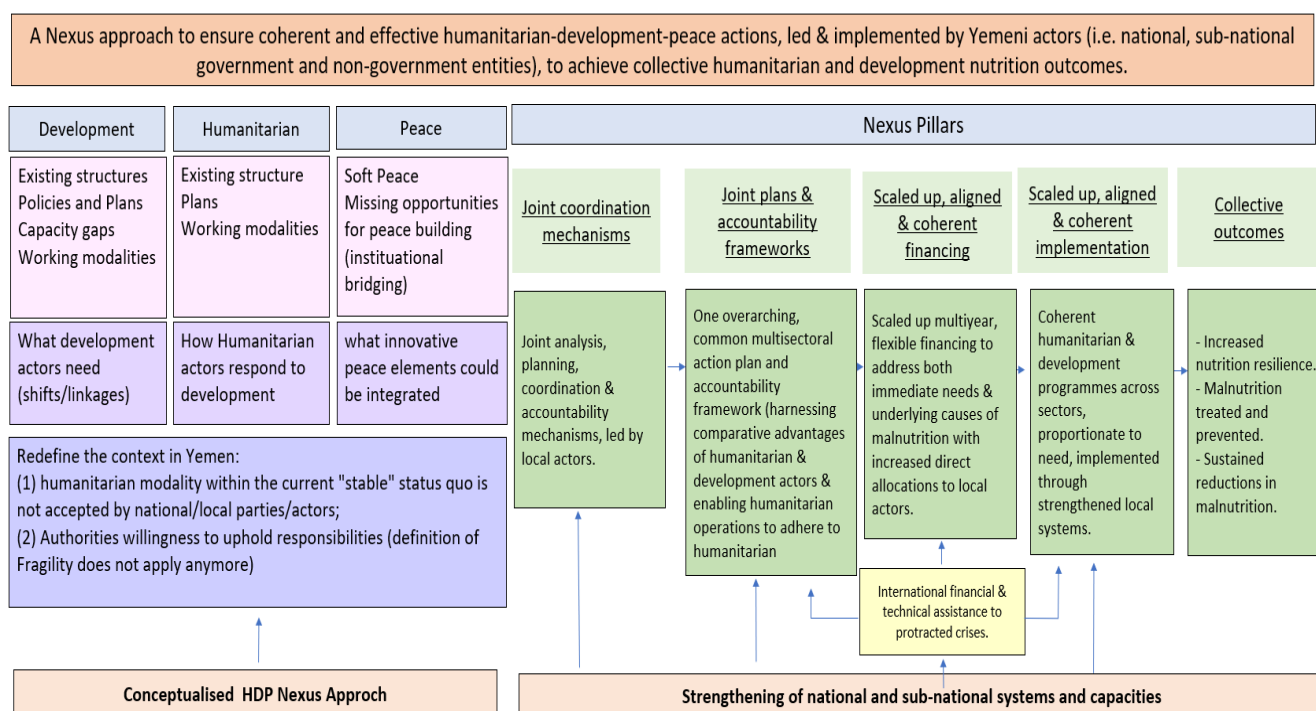 A Nexus approach to ensure coherent and effective humanitarian-development-peace actions, led & implemented by Yemeni actors (i.e. national, sub-national
government and non-government entities), to achieve collective humanitarian and development nutrition outcomes.
Development
Humanitarian
Peace
Existing structures
Policies and Plans
Capacity gaps
Working modalities
Existing structure
Plans
Working modalities
Soft Peace
Missing opportunities
for peace building
(instituational
bridging)
What development
actors need
(shifts/linkages)
How Humanitarian
actors respond to
development
what innovative
peace elements could
be integrated
Redefine the context in Yemen:
(1) humanitarian modality within the current "stable" status quo is
not accepted by national/local parties/actors;
(2) Authorities willingness to uphold responsibilities (definition of
Fragility does not apply anymore)
Conceptualised HDP Nexus Approch
Nexus Pillars
Joint coordination
mechanisms
Joint plans &
accountability
frameworks
Scaled up, aligned
& coherent
financing
Scaled up, aligned
& coherent
implementation
Collective
outcomes
Joint analysis,
planning,
coordination &
accountability
mechanisms, led by
local actors.
One overarching,
common multisectoral
action plan and
accountability
framework (harnessing
comparative advantages
of humanitarian &
development actors &
enabling humanitarian
operations to adhere to
humanitarian
Scaled up multiyear,
flexible financing to
address both
immediate needs &
underlying causes of
malnutrition with
increased direct
allocations to local
actors.
Coherent
humanitarian &
development
programmes across
sectors,
proportionate to
need, implemented
through
strengthened local
systems.
- Increased
nutrition resilience.
- Malnutrition
treated and
prevented.
- Sustained
reductions in
malnutrition.
International financial &
technical assistance to
protracted crises.
Strengthening of national and sub-national systems and capacities